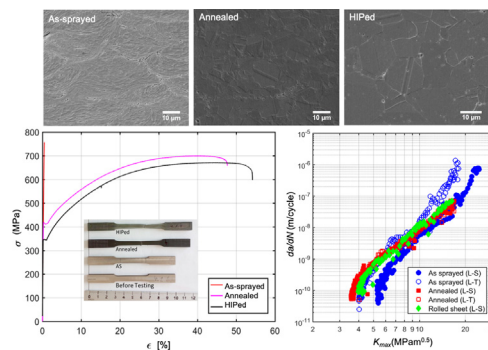 As-sprayed
Annealed
HIPed
10 µm
10 µm
10 µm
800
700
600
500
400
300
200
100
0
σ (MPa)
0
10
20
30
40
50
60
ϵ [%]
HIPed
Annealed
AS
Before Testing
As-sprayed
Annealed
HIPed
10⁻⁵
10⁻⁶
10⁻⁷
10⁻⁸
10⁻⁹
10⁻¹⁰
10⁻¹¹
da/dN (m/cycle)
2
3
4
5
6
7
8
9
10
20
Kmax(MPam⁰·⁵)
As sprayed (L-S)
As sprayed (L-T)
Annealed (L-S)
Annealed (L-T)
Rolled sheet (L-S)